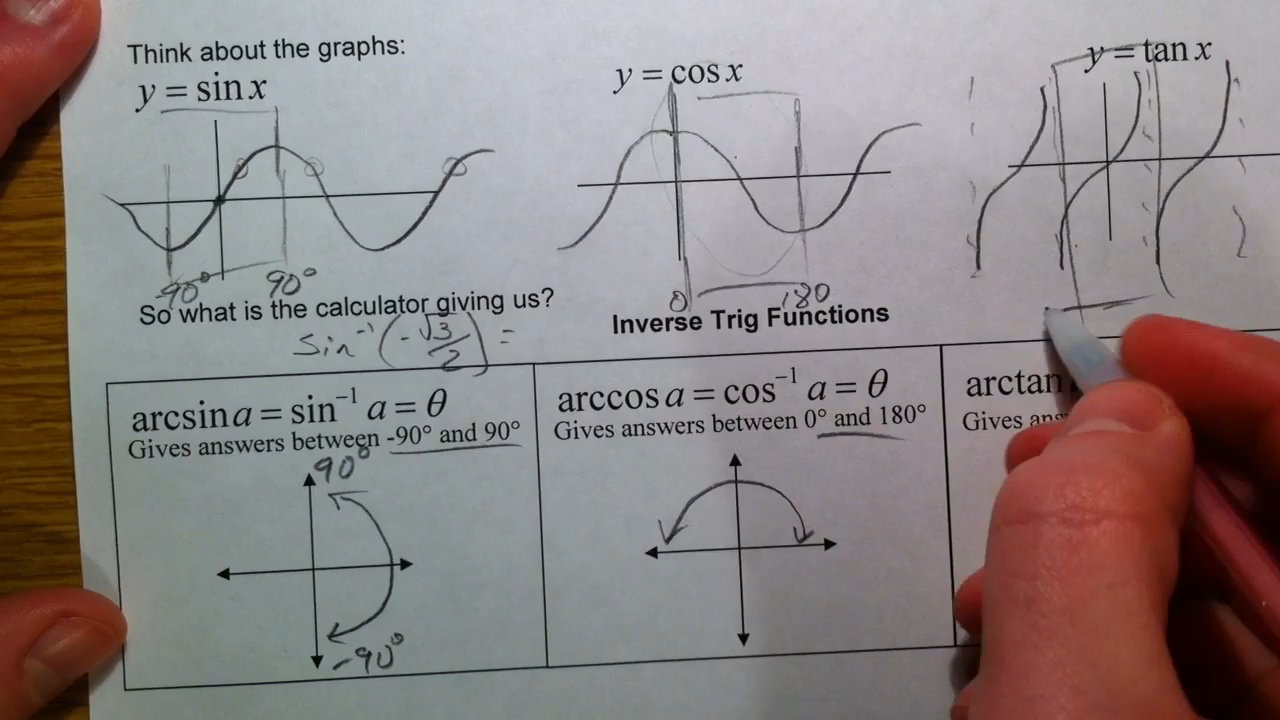 Think about the graphs:
y = sin x
y = cos x
y = tan x
-90° 90°
0 180
So what is the calculator giving us?
Inverse Trig Functions
Sin⁻¹(-√3/2) =
arcsin a = sin⁻¹ a = θ
Gives answers between -90° and 90°
90°
-90°
arccos a = cos⁻¹ a = θ
Gives answers between 0° and 180°
arctan
Gives